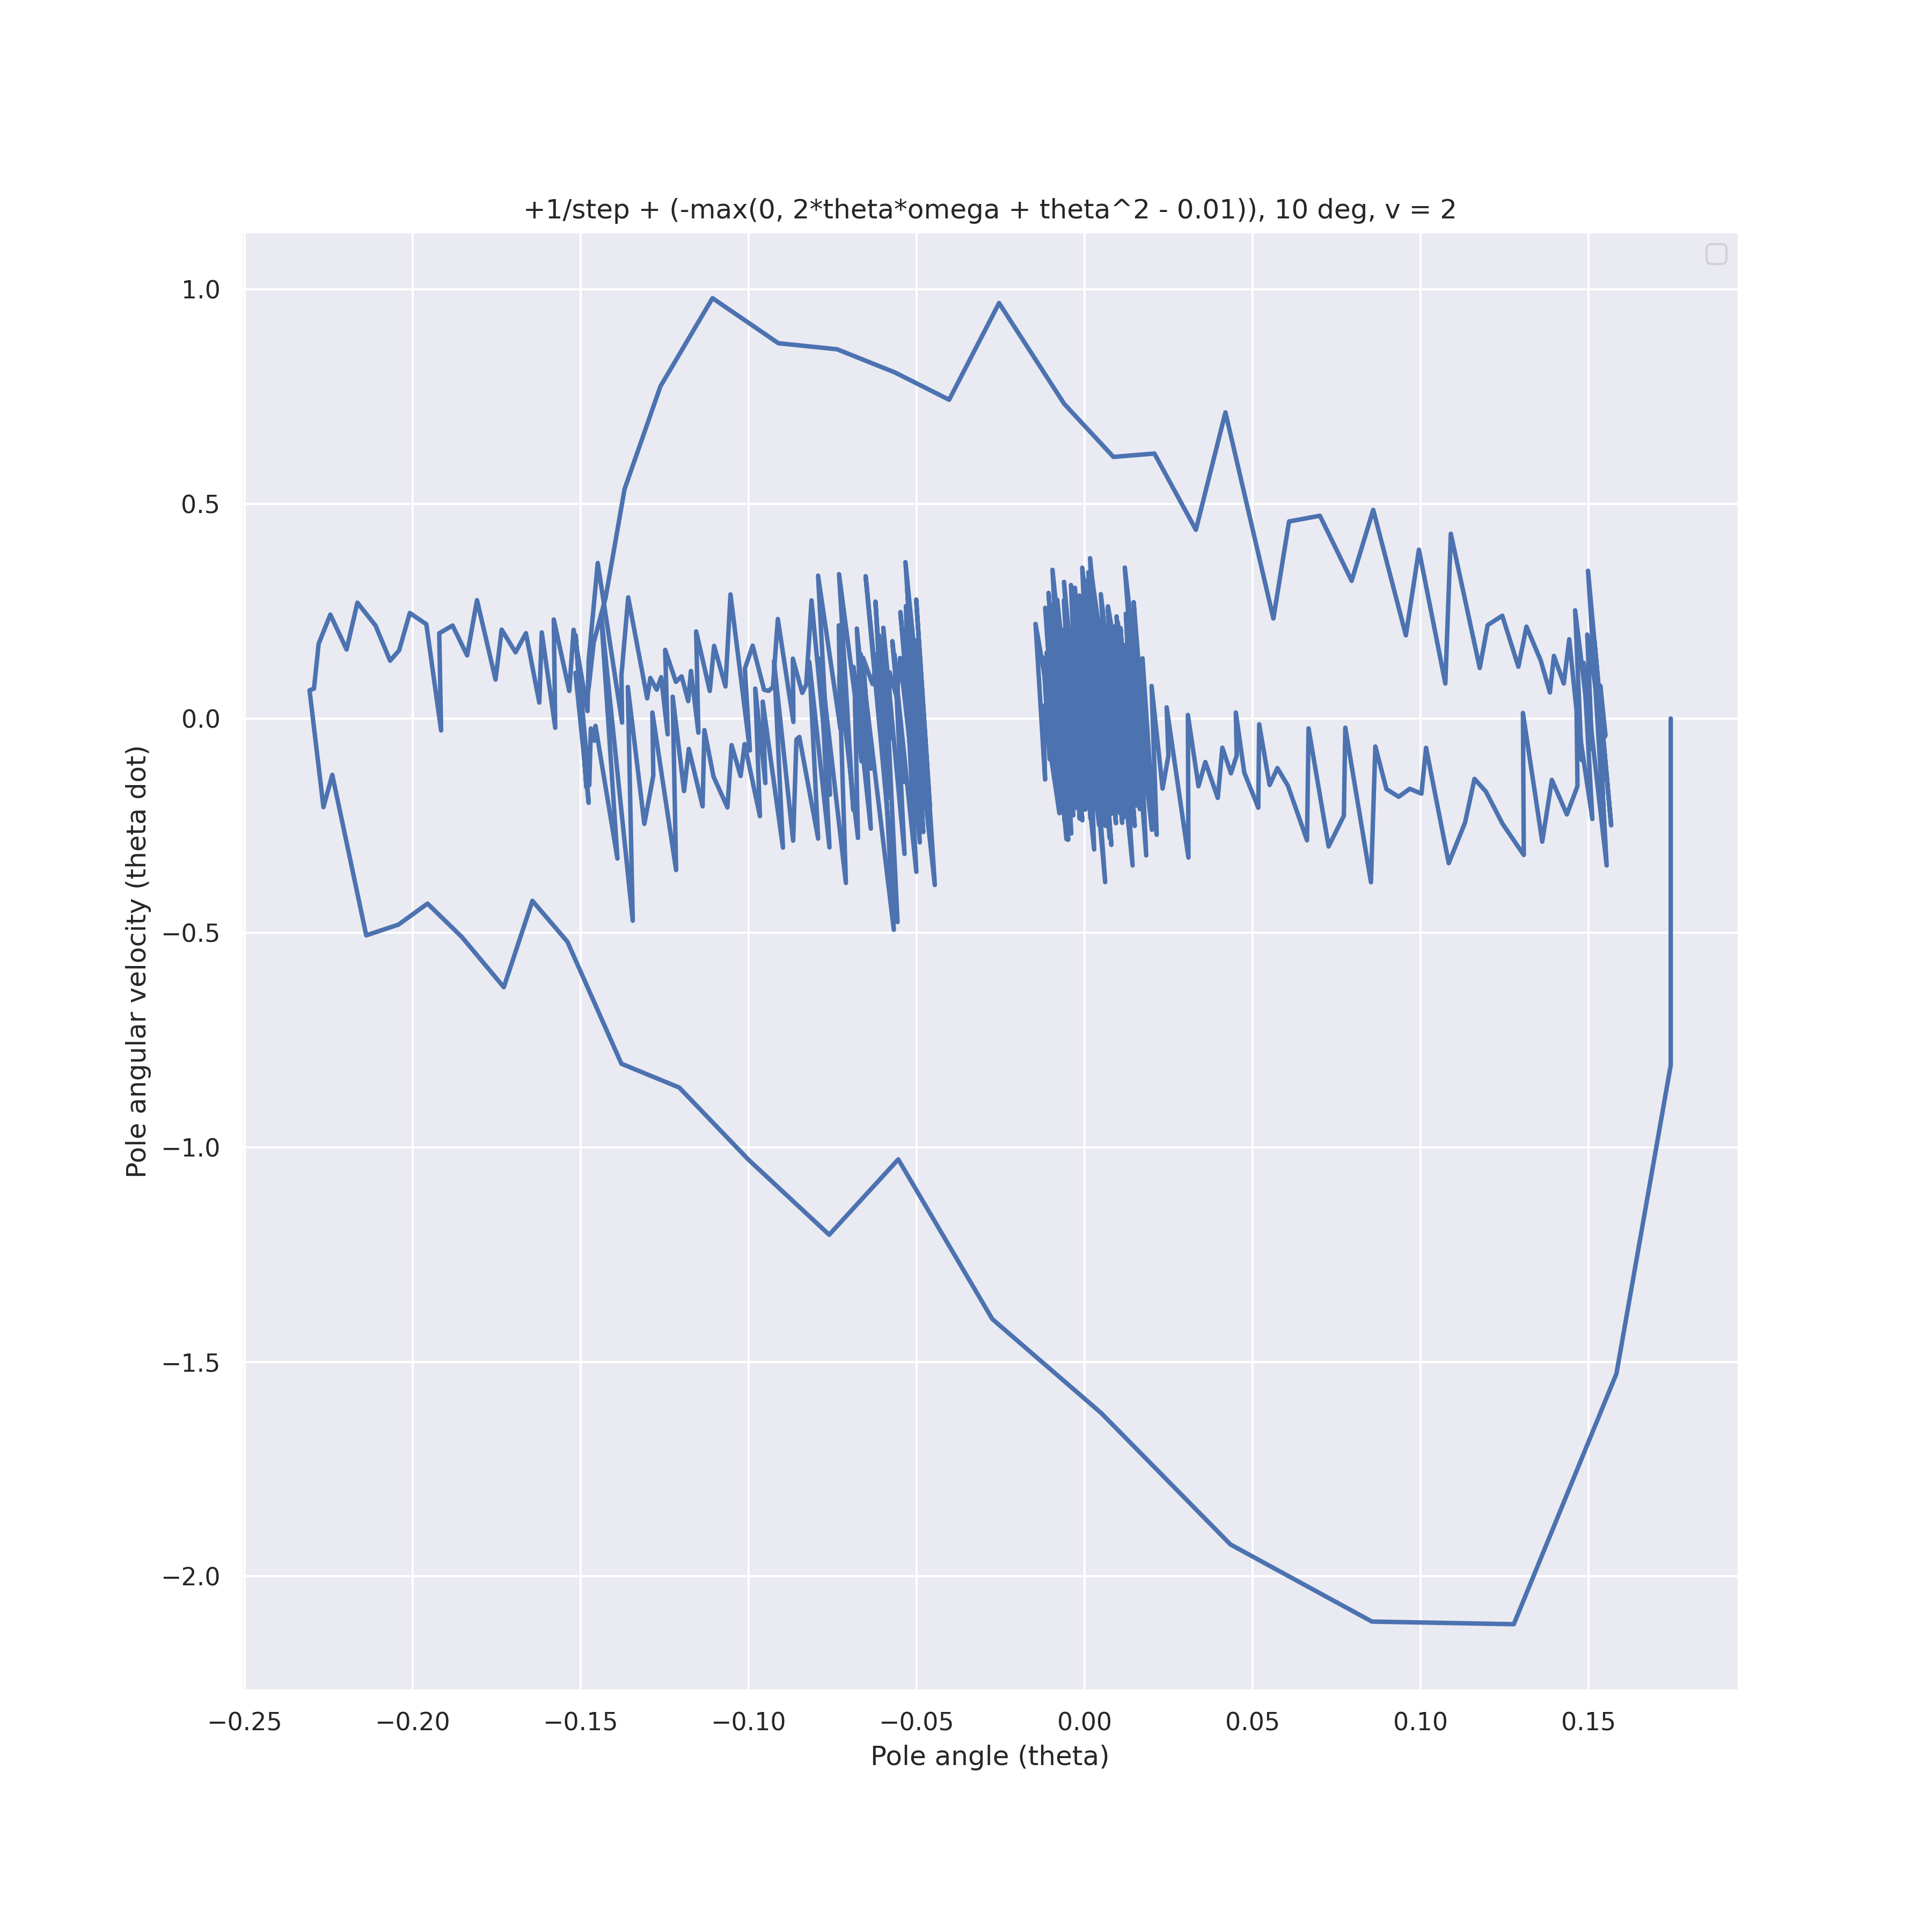 +1/step + (-max(0, 2*theta*omega + theta^2 - 0.01)), 10 deg, v = 2
1.0
0.5
0.0
−0.5
−1.0
−1.5
−2.0
Pole angular velocity (theta dot)
−0.25 −0.20 −0.15 −0.10 −0.05 0.00 0.05 0.10 0.15
Pole angle (theta)